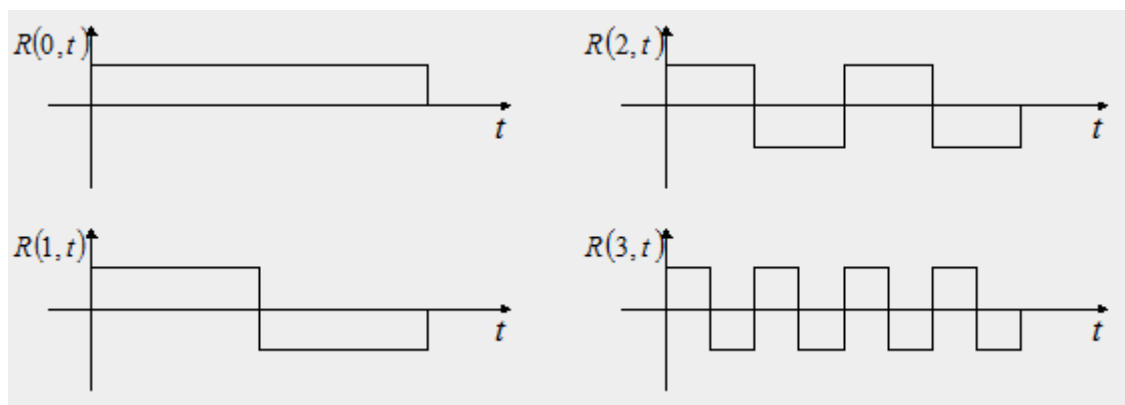 R(0,t)
t
R(2,t)
t
R(1,t)
t
R(3,t)
t